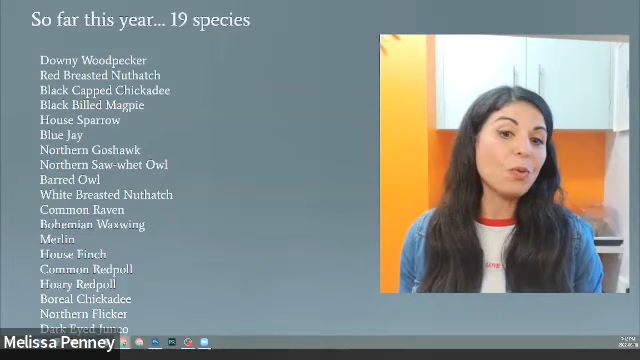 So far this year... 19 species
Downy Woodpecker
Red Breasted Nuthatch
Black Capped Chickadee
Black Billed Magpie
House Sparrow
Blue Jay
Northern Goshawk
Northern Saw-whet Owl
Barred Owl
White Breasted Nuthatch
Common Raven
Bohemian Waxwing
Merlin
House Finch
Common Redpoll
Hoary Redpoll
Boreal Chickadee
Northern Flicker
Dark Eyed Junco
LOVE
Melissa Penney